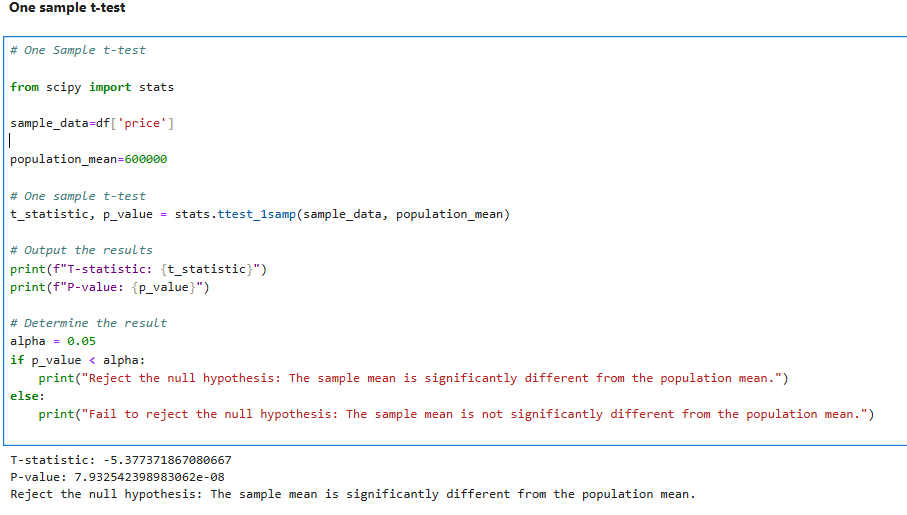 One sample t-test
# One Sample t-test
from scipy import stats
sample_data=df['price']
population_mean=600000
# One sample t-test
t_statistic, p_value = stats.ttest_1samp(sample_data, population_mean)
# Output the results
print(f"T-statistic: {t_statistic}")
print(f"P-value: {p_value}")
# Determine the result
alpha = 0.05
if p_value < alpha:
    print("Reject the null hypothesis: The sample mean is significantly different from the population mean.")
else:
    print("Fail to reject the null hypothesis: The sample mean is not significantly different from the population mean.")
T-statistic: -5.377371867080667
P-value: 7.932542398983062e-08
Reject the null hypothesis: The sample mean is significantly different from the population mean.